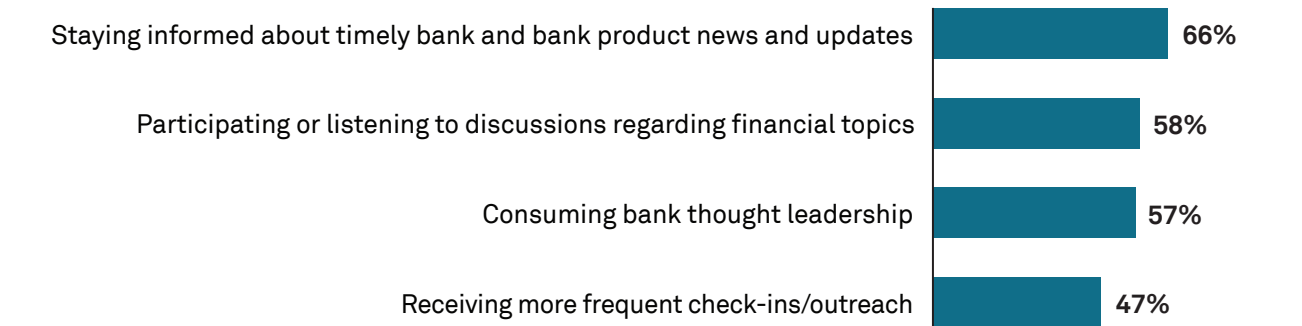 Staying informed about timely bank and bank product news and updates 66%
Participating or listening to discussions regarding financial topics 58%
Consuming bank thought leadership 57%
Receiving more frequent check-ins/outreach 47%